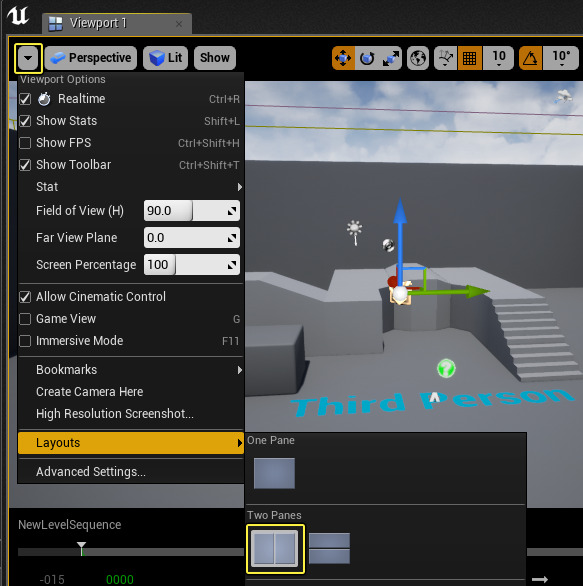 Viewport 1
Perspective
Lit
Show
10
10°
Viewport Options
Realtime Ctrl+R
Show Stats Shift+L
Show FPS Ctrl+Shift+H
Show Toolbar Ctrl+Shift+T
Stat
Field of View (H) 90.0
Far View Plane 0.0
Screen Percentage 100
Allow Cinematic Control
Game View G
Immersive Mode F11
Bookmarks
Create Camera Here
High Resolution Screenshot...
Layouts
Advanced Settings...
Third Person
One Pane
Two Panes
NewLevelSequence
-015 0000